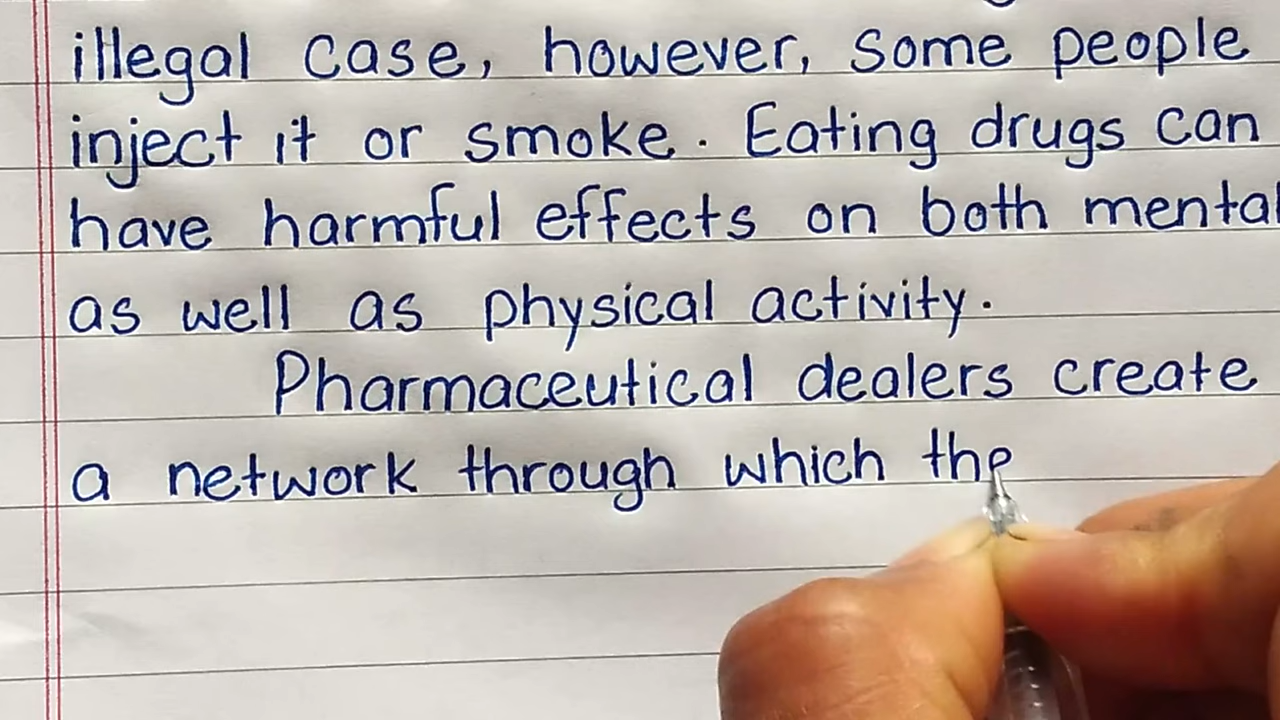 illegal case, however, some people
inject it or smoke. Eating drugs can
have harmful effects on both mental
as well as physical activity.
Pharmaceutical dealers create
a network through which the